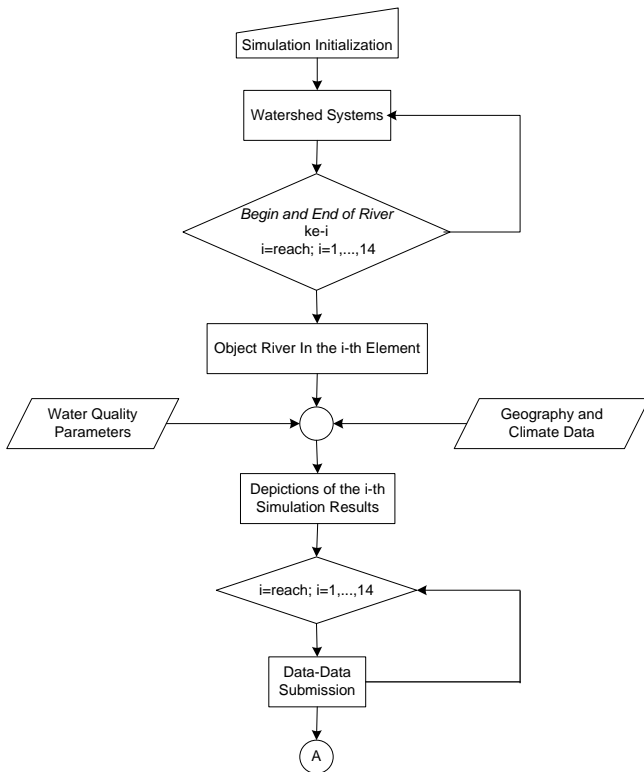 Simulation Initialization
Watershed Systems
Begin and End of River
ke-i
i=reach; i=1,...,14
Object River In the i-th Element
Water Quality
Parameters
Geography and
Climate Data
Depictions of the i-th
Simulation Results
i=reach; i=1,...,14
Data-Data
Submission
A